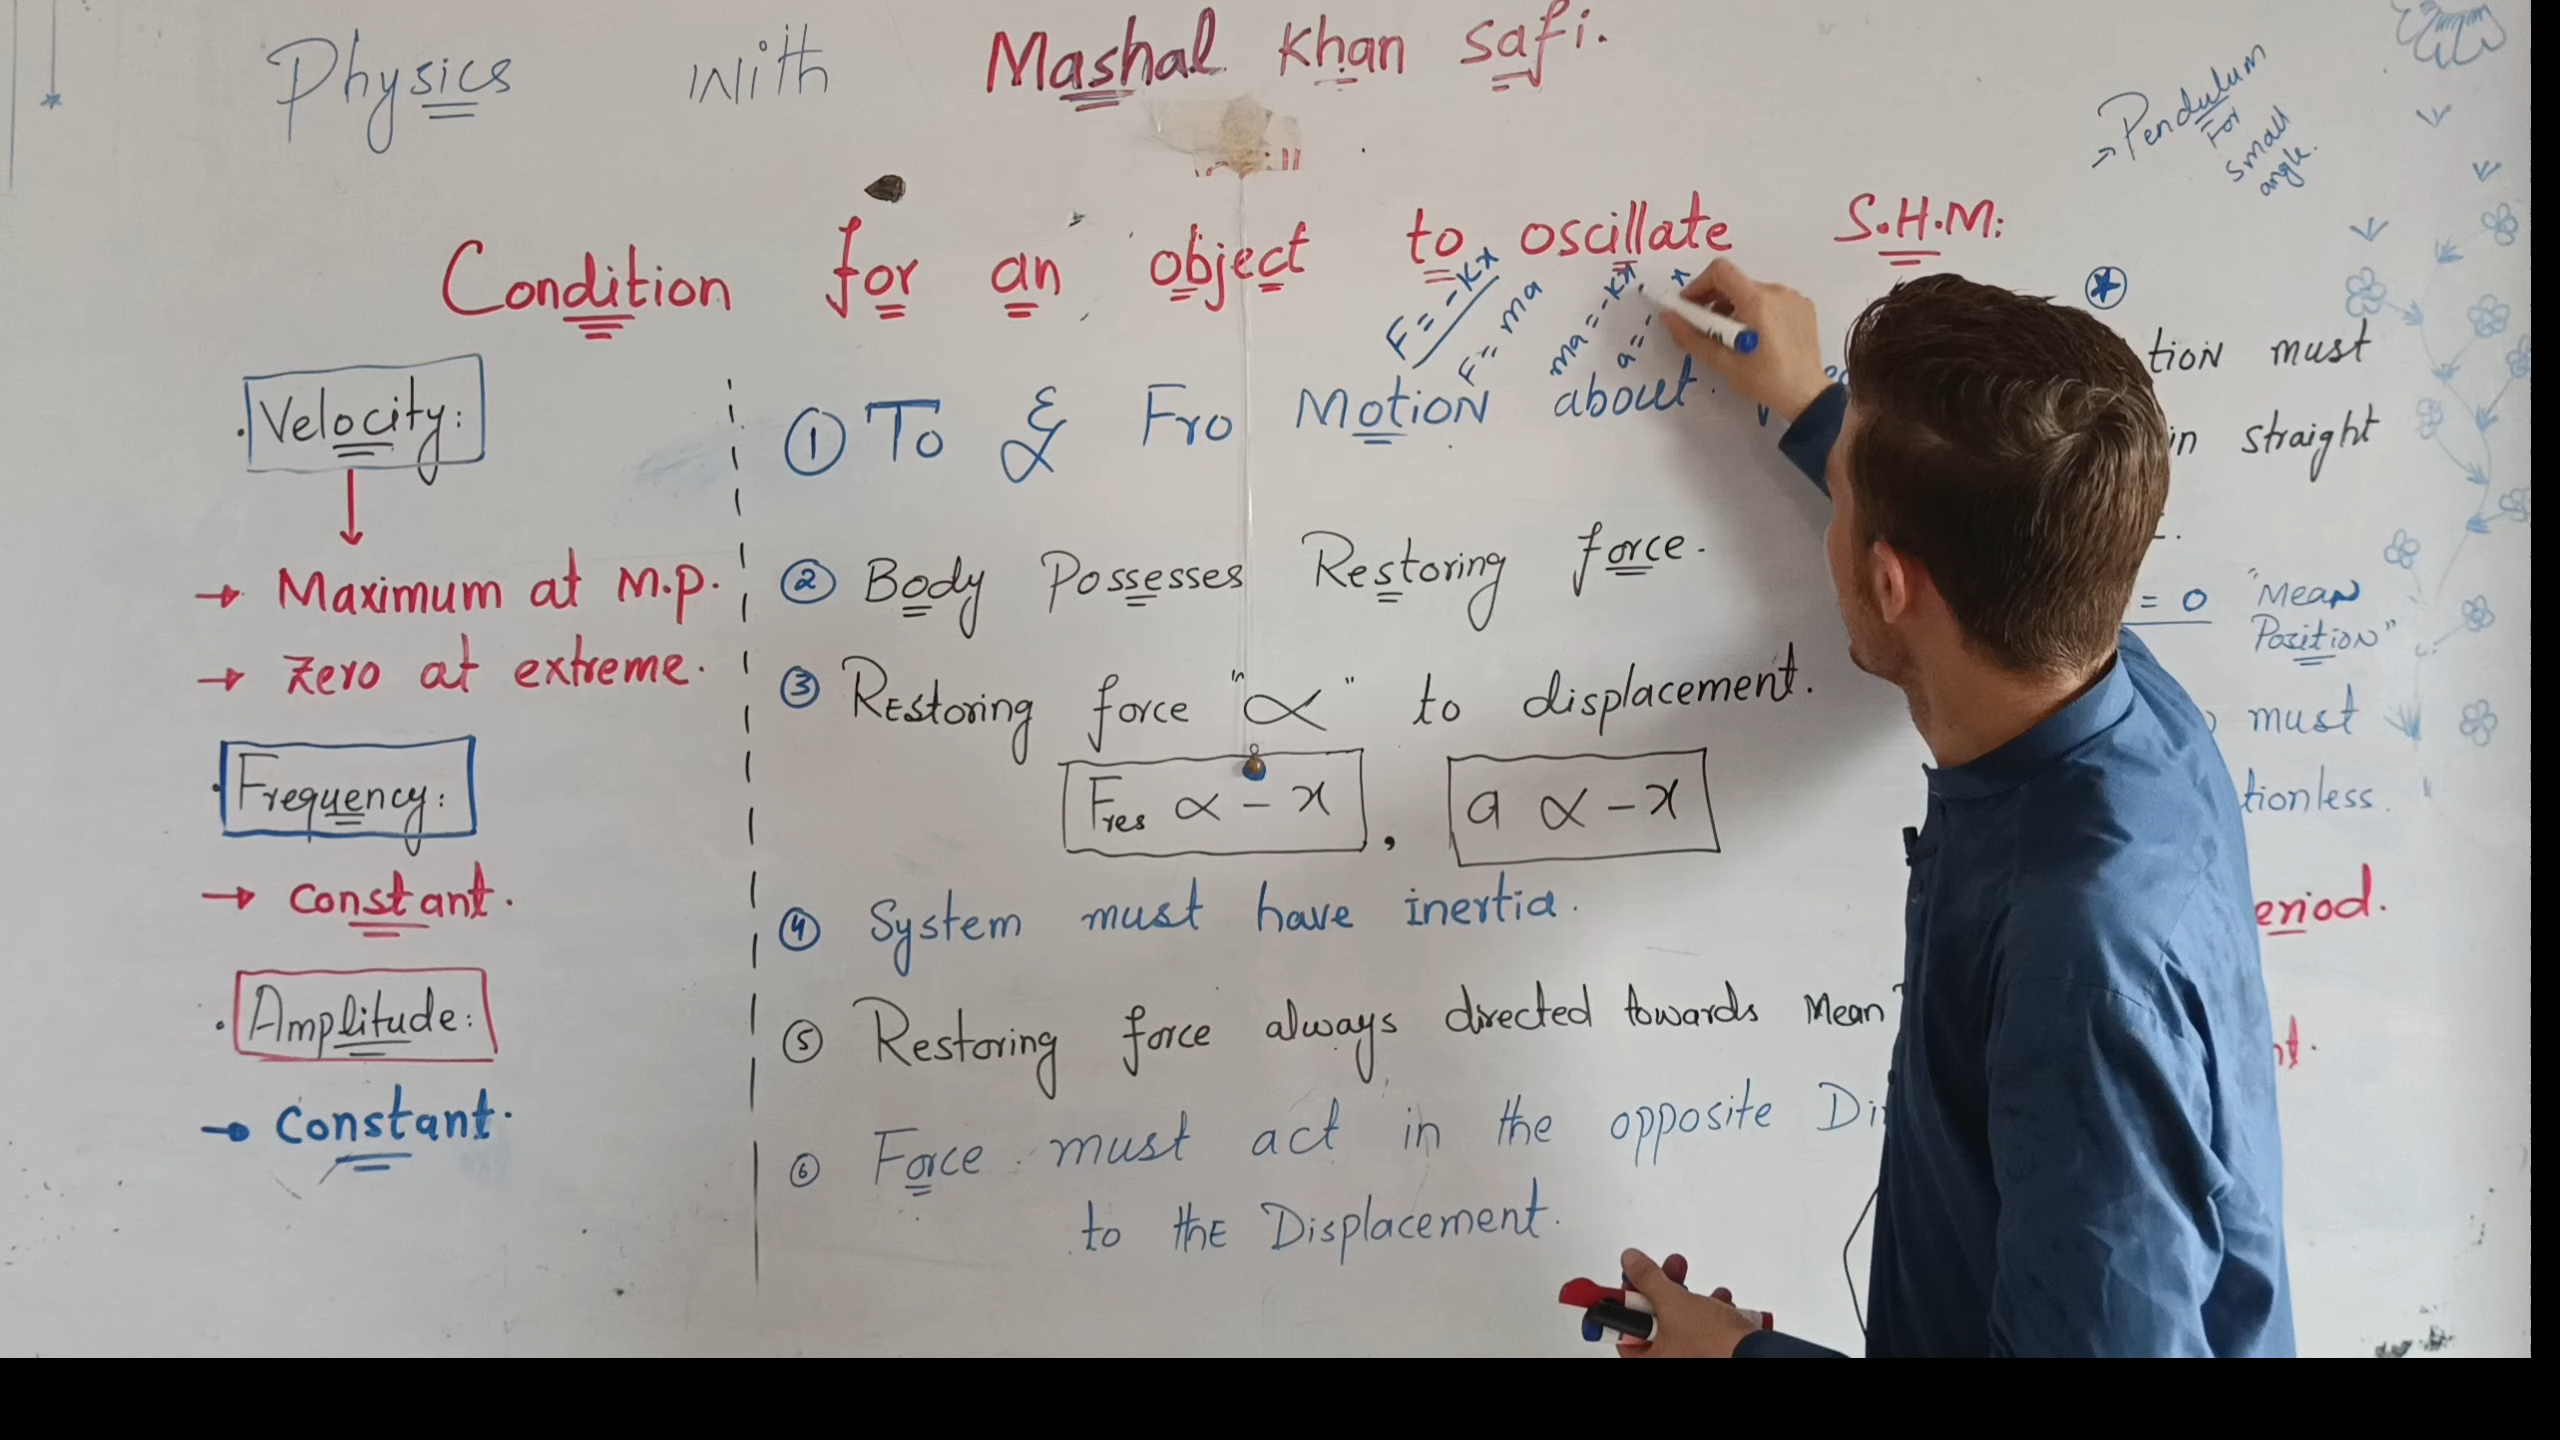 Physics with Mashal Khan Safi.
→ Pendulum
For
small
angle.
Condition for an object to oscillate S.H.M:
F = -Kx
F = ma
ma = -Kx
a = - x
. Velocity:
→ Maximum at M.P.
→ Zero at extreme.
. Frequency:
→ Constant.
. Amplitude:
→ Constant.
① To & Fro Motion about.
② Body Possesses Restoring force.
③ Restoring force "∝" to displacement.
Fres ∝ - x , a ∝ - x
④ System must have inertia.
⑤ Restoring force always directed towards Mean
⑥ Force must act in the opposite Di
to the Displacement.
tion must
in straight
= 0 "Mean
Position"
must
tionless.
eriod.
t.